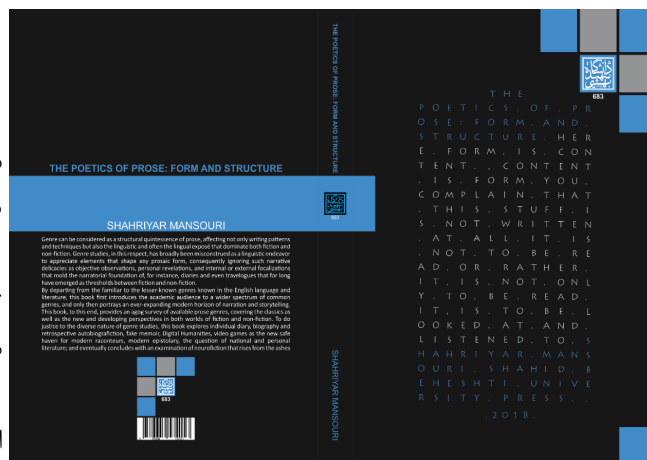 THE POETICS OF PROSE: FORM AND STRUCTURE
SHAHRIYAR MANSOURI
Genre can be considered as a structural quintessence of prose, affecting not only writing patterns
and techniques but also the linguistic and often the lingual exposé that dominate both fiction and
non-fiction. Genre studies, in this respect, has broadly been misconstrued as a linguistic endeavor
to appreciate elements that shape any prosaic form, consequently ignoring such narrative
delicacies as objective observations, personal revelations, and internal or external focalizations
that mold the narratorial foundation of, for instance, diaries and even travelogues that for long
have emerged as thresholds between fiction and non-fiction.
By departing from the familiar to the lesser-known genres known in the English language and
literature, this book first introduces the academic audience to a wider spectrum of common
genres, and only then portrays an ever-expanding modern horizon of narration and storytelling.
This book, to this end, provides an agog survey of available prose genres, covering the classics as
well as the new and developing perspectives in both worlds of fiction and non-fiction. To do
justice to the diverse nature of genre studies, this book explores individual diary, biography and
retrospective autobiografiction, fake memoir, Digital Humanities, video games as the new safe
haven for modern raconteurs, modern epistolary, the question of national and personal
literature; and eventually concludes with an examination of neurofiction that rises from the ashes
683
THE POETICS OF PROSE: FORM AND STRUCTURE
683
SHAHRIYAR MANSOURI
683
THE
POETICS.OF.PR
OSE:FORM.AND.
STRUCTURE.HER
E.FORM.IS.CON
TENT..CONTENT
.IS.FORM.YOU.
COMPLAIN.THAT
.THIS.STUFF.I
S.NOT.WRITTEN
.AT.ALL.IT.IS
.NOT.TO.BE.RE
AD.OR.RATHER.
IT.IS.NOT.ONL
Y.TO.BE.READ.
IT.IS.TO.BE.L
OOKED.AT.AND.
LISTENED.TO.S
HAHRIYAR.MANS
OURI.SHAHID.B
EHESHTI.UNIVE
RSITY.PRESS..
.2018.